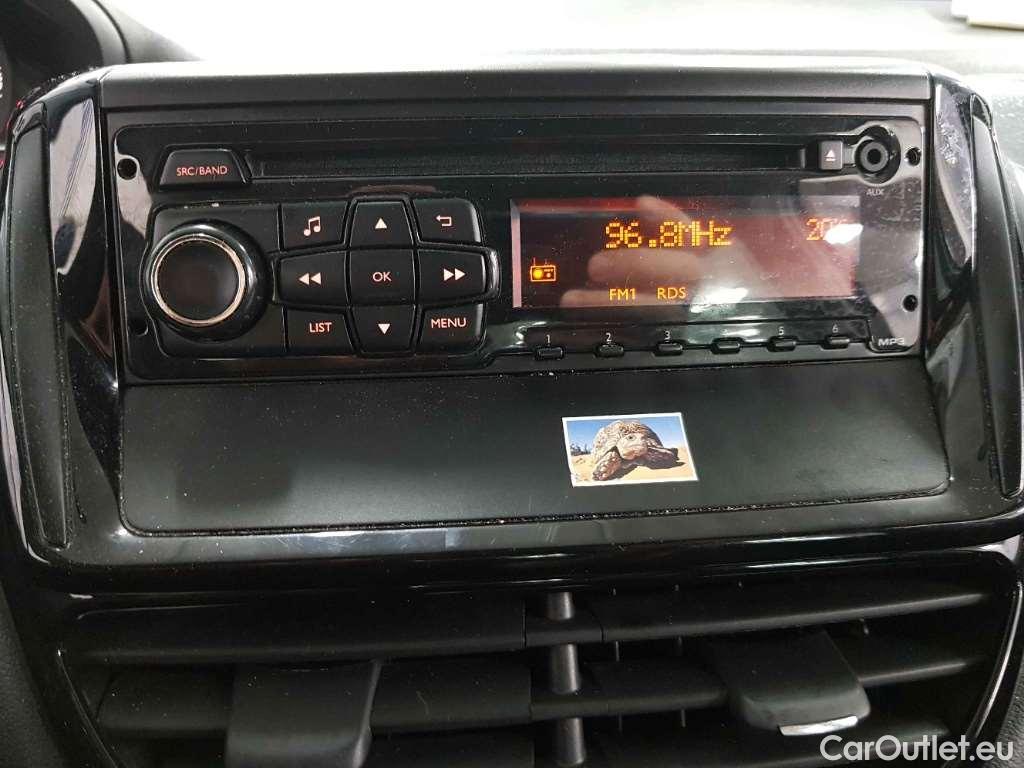 SRC/BAND
AUX
96.8MHz
FM1 RDS
OK
LIST
MENU
1 2 3 5 6
MP3
CarOutlet.eu